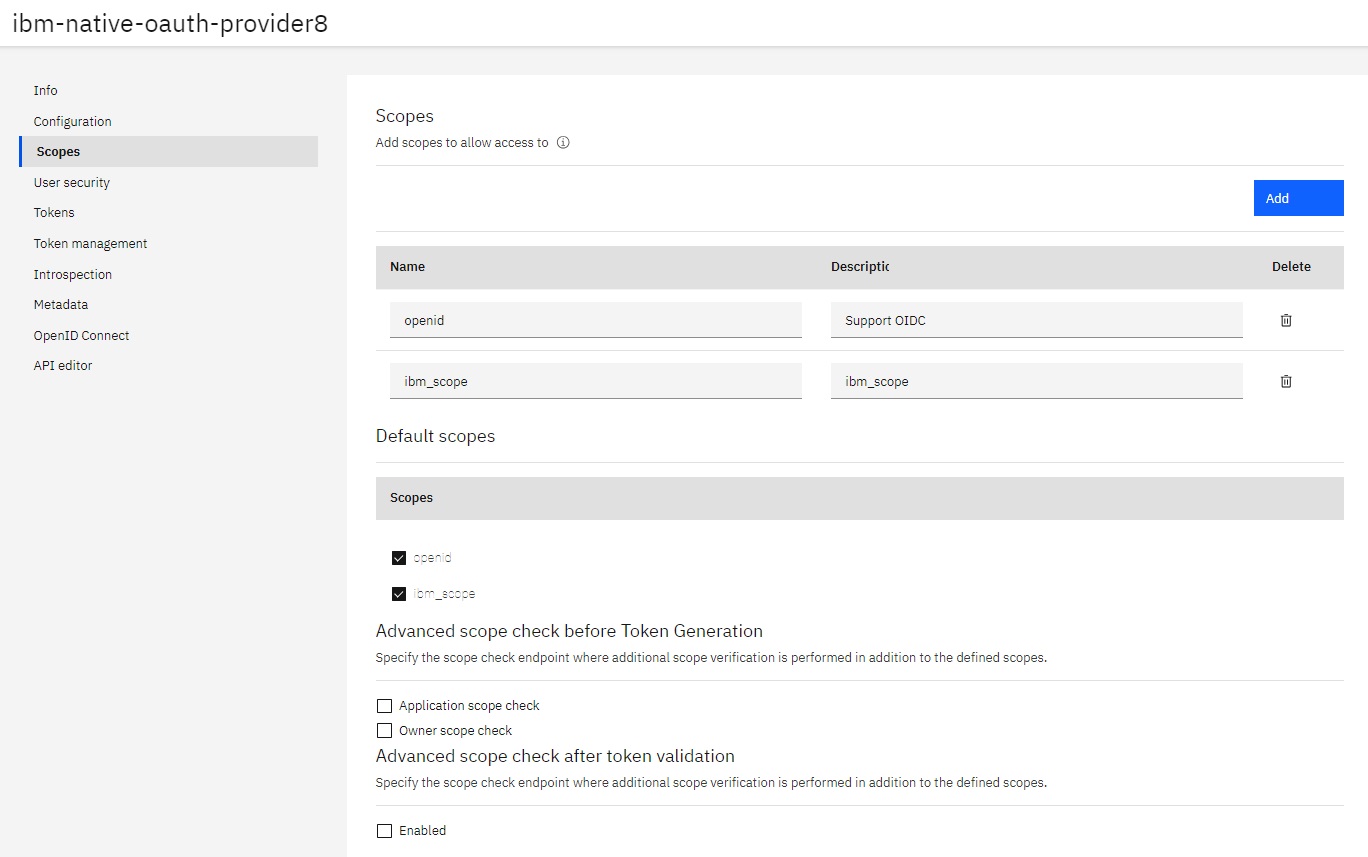 ibm-native-oauth-provider8
Info
Configuration
Scopes
User security
Tokens
Token management
Introspection
Metadata
OpenID Connect
API editor
Scopes
Add scopes to allow access to
Add
Name Descriptic Delete
openid Support OIDC
ibm_scope ibm_scope
Default scopes
Scopes
openid
ibm_scope
Advanced scope check before Token Generation
Specify the scope check endpoint where additional scope verification is performed in addition to the defined scopes.
Application scope check
Owner scope check
Advanced scope check after token validation
Specify the scope check endpoint where additional scope verification is performed in addition to the defined scopes.
Enabled